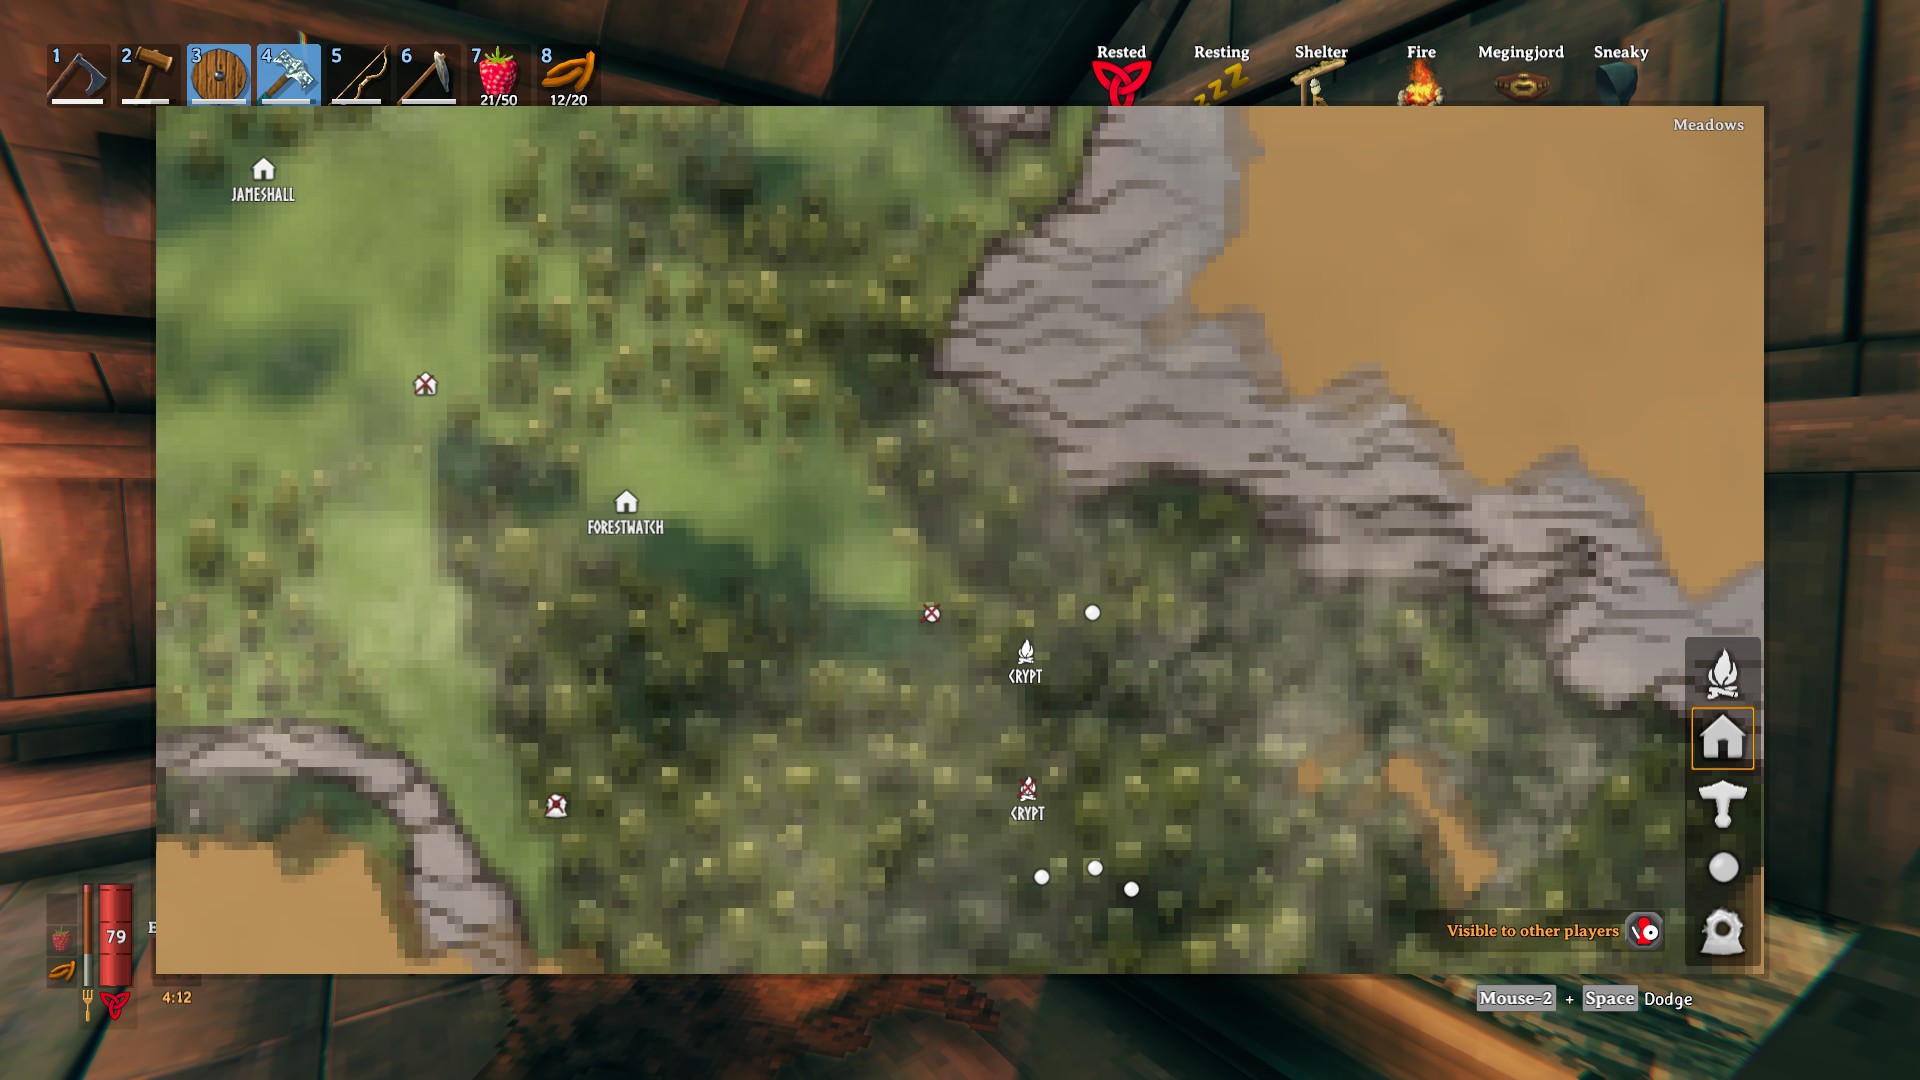 1 2 3 4 5 6 7 8
21/50 12/20
Rested Resting Shelter Fire Megingjord Sneaky
Meadows
JAMESHALL
FORESTWATCH
CRYPT
CRYPT
Visible to other players
79
E
4:12
Mouse-2 + Space Dodge